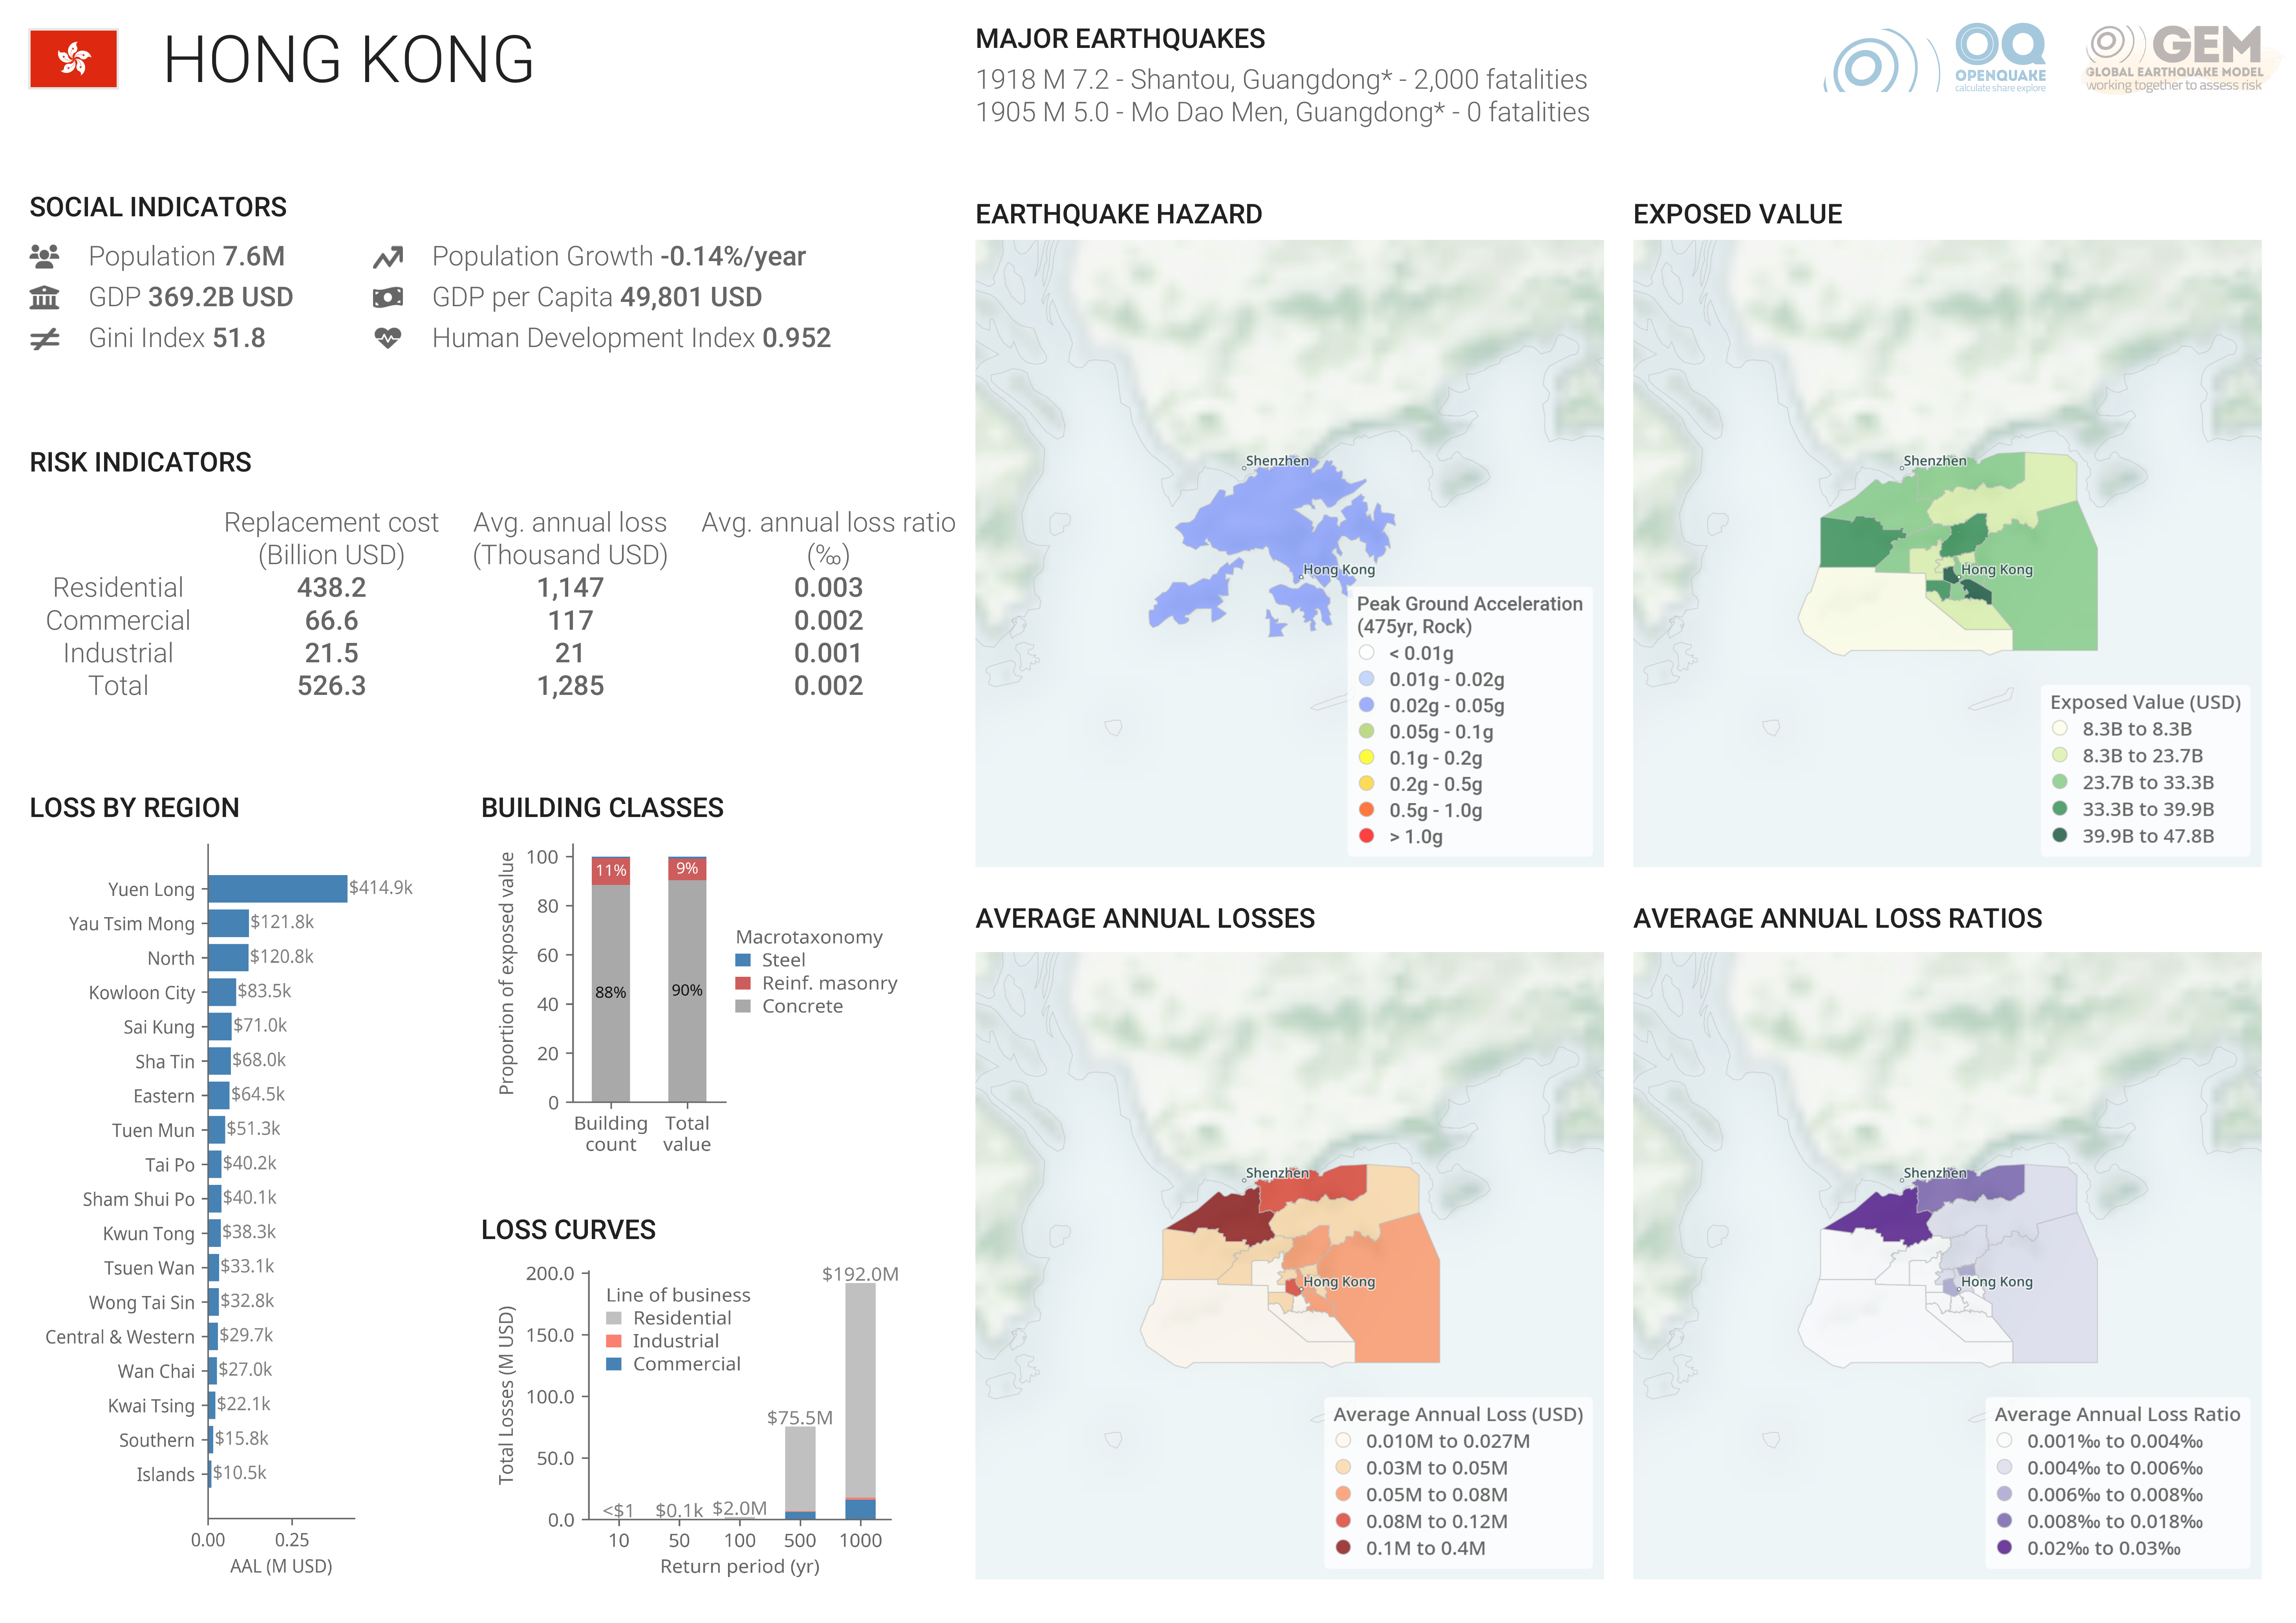 HONG KONG
MAJOR EARTHQUAKES
1918 M 7.2 - Shantou, Guangdong* - 2,000 fatalities
1905 M 5.0 - Mo Dao Men, Guangdong* - 0 fatalities
OQ
OPENQUAKE
calculate share explore
GEM
GLOBAL EARTHQUAKE MODEL
working together to assess risk
SOCIAL INDICATORS
Population 7.6M
Population Growth -0.14%/year
GDP 369.2B USD
GDP per Capita 49,801 USD
Gini Index 51.8
Human Development Index 0.952
RISK INDICATORS
Replacement cost
(Billion USD)
Avg. annual loss
(Thousand USD)
Avg. annual loss ratio
(‰)
Residential 438.2 1,147 0.003
Commercial 66.6 117 0.002
Industrial 21.5 21 0.001
Total 526.3 1,285 0.002
LOSS BY REGION
Yuen Long $414.9k
Yau Tsim Mong $121.8k
North $120.8k
Kowloon City $83.5k
Sai Kung $71.0k
Sha Tin $68.0k
Eastern $64.5k
Tuen Mun $51.3k
Tai Po $40.2k
Sham Shui Po $40.1k
Kwun Tong $38.3k
Tsuen Wan $33.1k
Wong Tai Sin $32.8k
Central & Western $29.7k
Wan Chai $27.0k
Kwai Tsing $22.1k
Southern $15.8k
Islands $10.5k
0.00 0.25
AAL (M USD)
BUILDING CLASSES
Proportion of exposed value
100
80
60
40
20
0
11%
9%
88%
90%
Building
count
Total
value
Macrotaxonomy
Steel
Reinf. masonry
Concrete
LOSS CURVES
Total Losses (M USD)
200.0
150.0
100.0
50.0
0.0
Line of business
Residential
Industrial
Commercial
<$1 $0.1k $2.0M $75.5M $192.0M
10 50 100 500 1000
Return period (yr)
EARTHQUAKE HAZARD
Shenzhen
Hong Kong
Peak Ground Acceleration
(475yr, Rock)
< 0.01g
0.01g - 0.02g
0.02g - 0.05g
0.05g - 0.1g
0.1g - 0.2g
0.2g - 0.5g
0.5g - 1.0g
> 1.0g
EXPOSED VALUE
Shenzhen
Hong Kong
Exposed Value (USD)
8.3B to 8.3B
8.3B to 23.7B
23.7B to 33.3B
33.3B to 39.9B
39.9B to 47.8B
AVERAGE ANNUAL LOSSES
Shenzhen
Hong Kong
Average Annual Loss (USD)
0.010M to 0.027M
0.03M to 0.05M
0.05M to 0.08M
0.08M to 0.12M
0.1M to 0.4M
AVERAGE ANNUAL LOSS RATIOS
Shenzhen
Hong Kong
Average Annual Loss Ratio
0.001‰ to 0.004‰
0.004‰ to 0.006‰
0.006‰ to 0.008‰
0.008‰ to 0.018‰
0.02‰ to 0.03‰